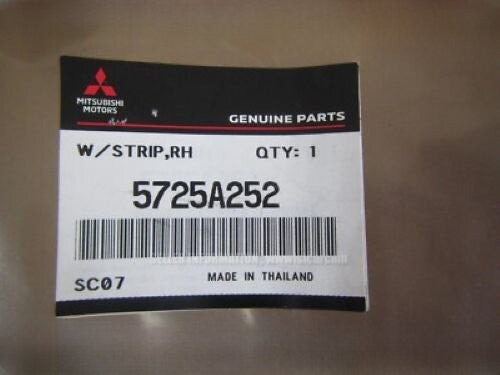 MITSUBISHI
MOTORS
GENUINE PARTS
W/STRIP,RH QTY: 1
5725A252
SC07 MADE IN THAILAND